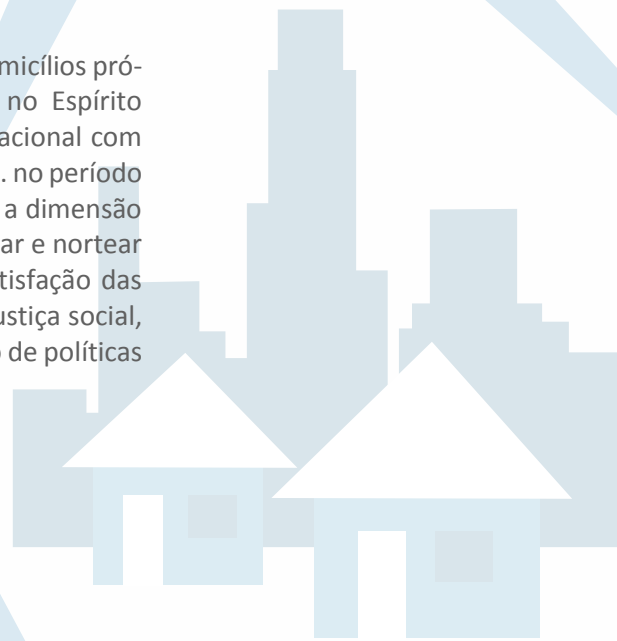 micílios pró-
no Espírito
acional com
. no período
a dimensão
ar e nortear
tisfação das
ustiça social,
de políticas